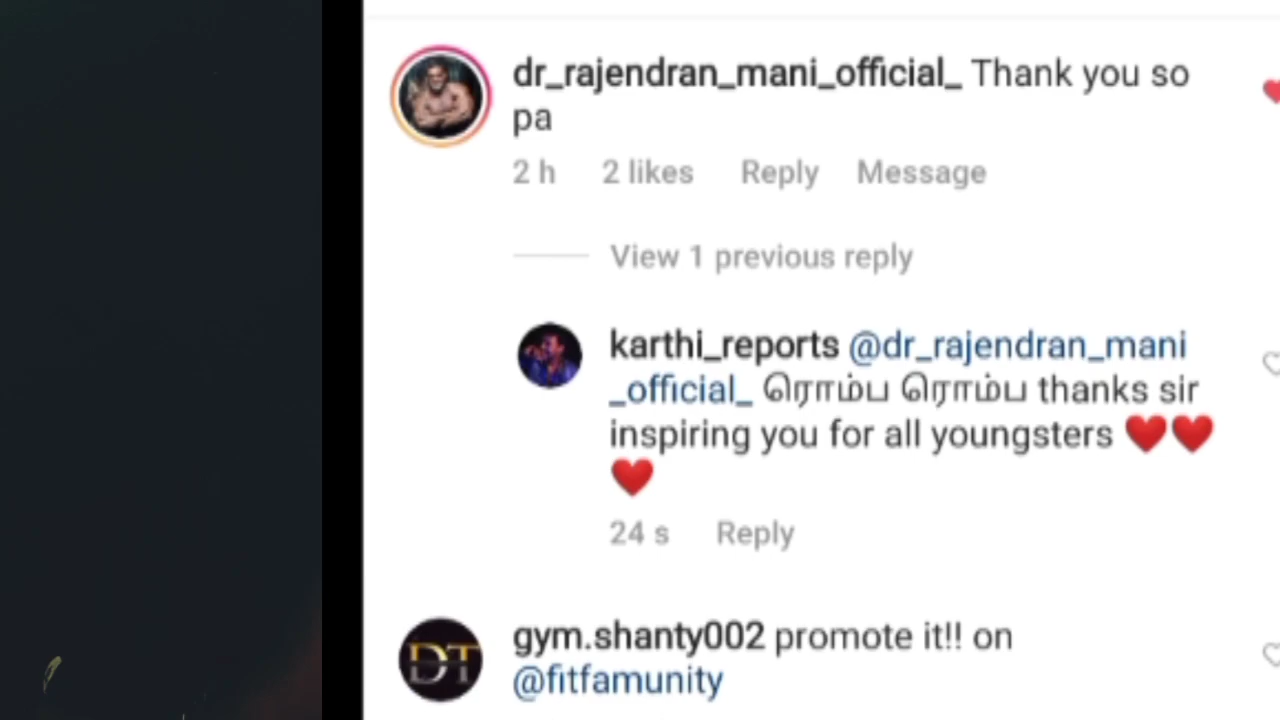 dr_rajendran_mani_official_ Thank you so
pa
2 h 2 likes Reply Message
View 1 previous reply
karthi_reports @dr_rajendran_mani
_official_ ரொம்ப ரொம்ப thanks sir
inspiring you for all youngsters ❤️❤️
❤️
24 s Reply
DT
gym.shanty002 promote it!! on
@fitfamunity